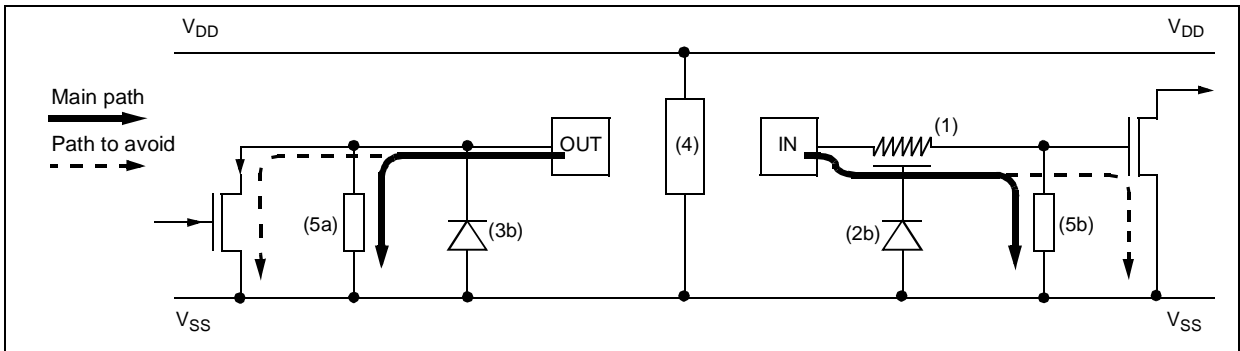 VDD
VDD
Main path
Path to avoid
OUT
(4)
IN
(1)
(5a)
(3b)
(2b)
(5b)
VSS
VSS